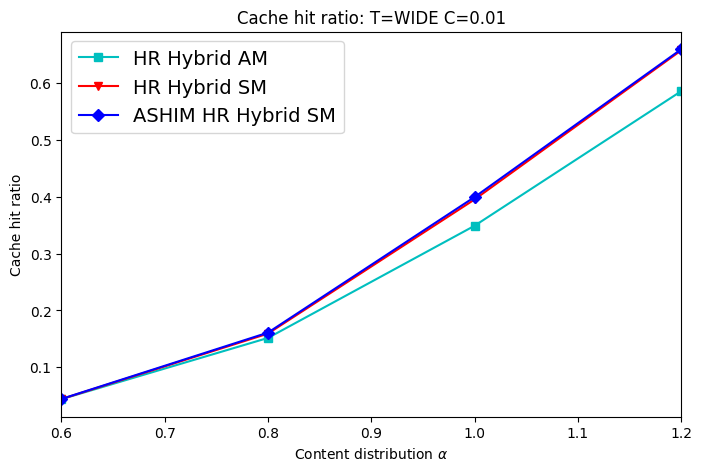 Cache hit ratio: T=WIDE C=0.01
HR Hybrid AM
HR Hybrid SM
ASHIM HR Hybrid SM
Cache hit ratio
0.6
0.5
0.4
0.3
0.2
0.1
0.6 0.7 0.8 0.9 1.0 1.1 1.2
Content distribution α